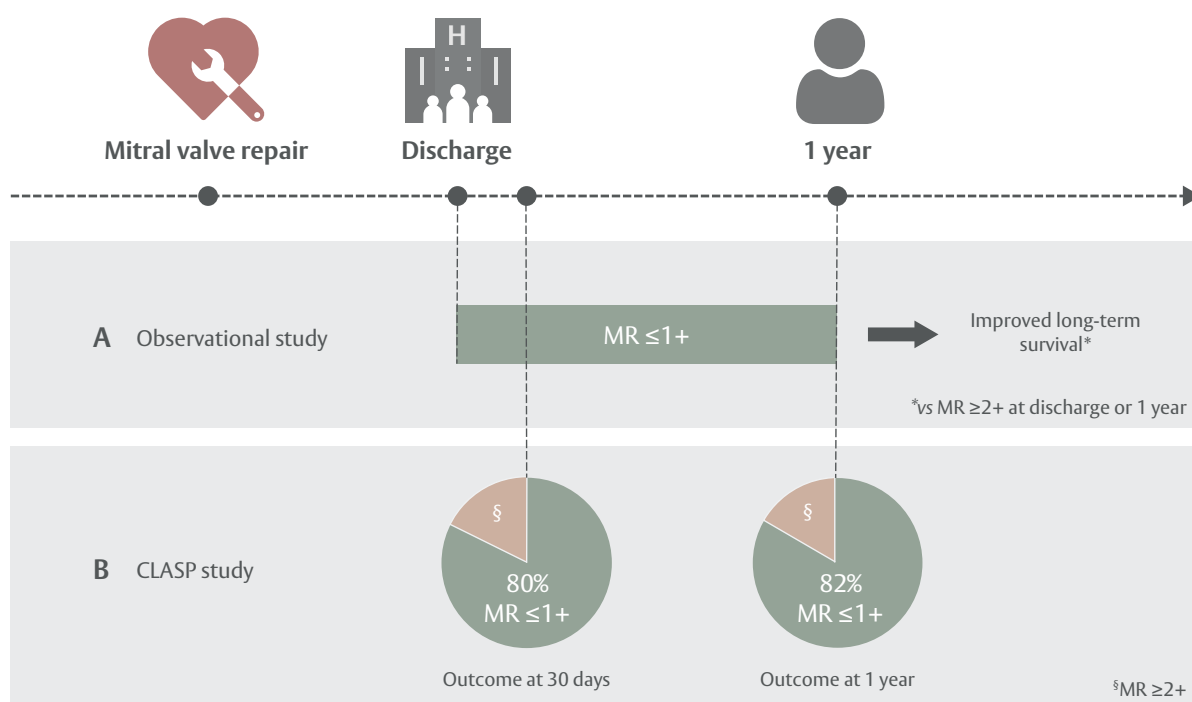 H
Mitral valve repair
Discharge
1 year
A Observational study
MR ≤1+
Improved long-term
survival*
*vs MR ≥2+ at discharge or 1 year
B CLASP study
§
80%
MR ≤1+
Outcome at 30 days
§
82%
MR ≤1+
Outcome at 1 year
§MR ≥2+